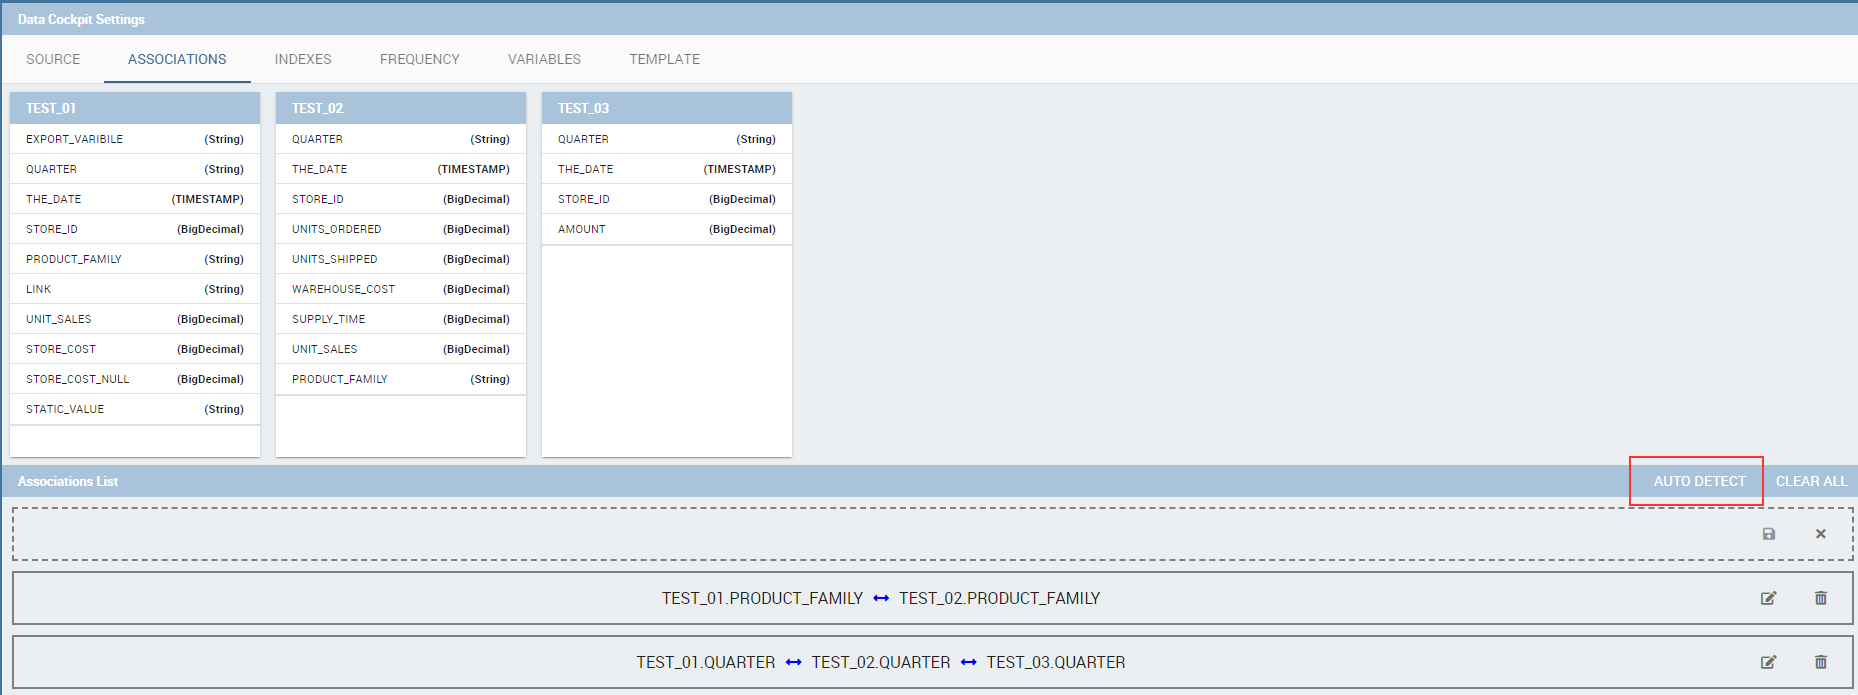 Data Cockpit Settings
SOURCE ASSOCIATIONS INDEXES FREQUENCY VARIABLES TEMPLATE
TEST_01
EXPORT_VARIBILE (String)
QUARTER (String)
THE_DATE (TIMESTAMP)
STORE_ID (BigDecimal)
PRODUCT_FAMILY (String)
LINK (String)
UNIT_SALES (BigDecimal)
STORE_COST (BigDecimal)
STORE_COST_NULL (BigDecimal)
STATIC_VALUE (String)
TEST_02
QUARTER (String)
THE_DATE (TIMESTAMP)
STORE_ID (BigDecimal)
UNITS_ORDERED (BigDecimal)
UNITS_SHIPPED (BigDecimal)
WAREHOUSE_COST (BigDecimal)
SUPPLY_TIME (BigDecimal)
UNIT_SALES (BigDecimal)
PRODUCT_FAMILY (String)
TEST_03
QUARTER (String)
THE_DATE (TIMESTAMP)
STORE_ID (BigDecimal)
AMOUNT (BigDecimal)
Associations List AUTO DETECT CLEAR ALL
TEST_01.PRODUCT_FAMILY ↔ TEST_02.PRODUCT_FAMILY
TEST_01.QUARTER ↔ TEST_02.QUARTER ↔ TEST_03.QUARTER